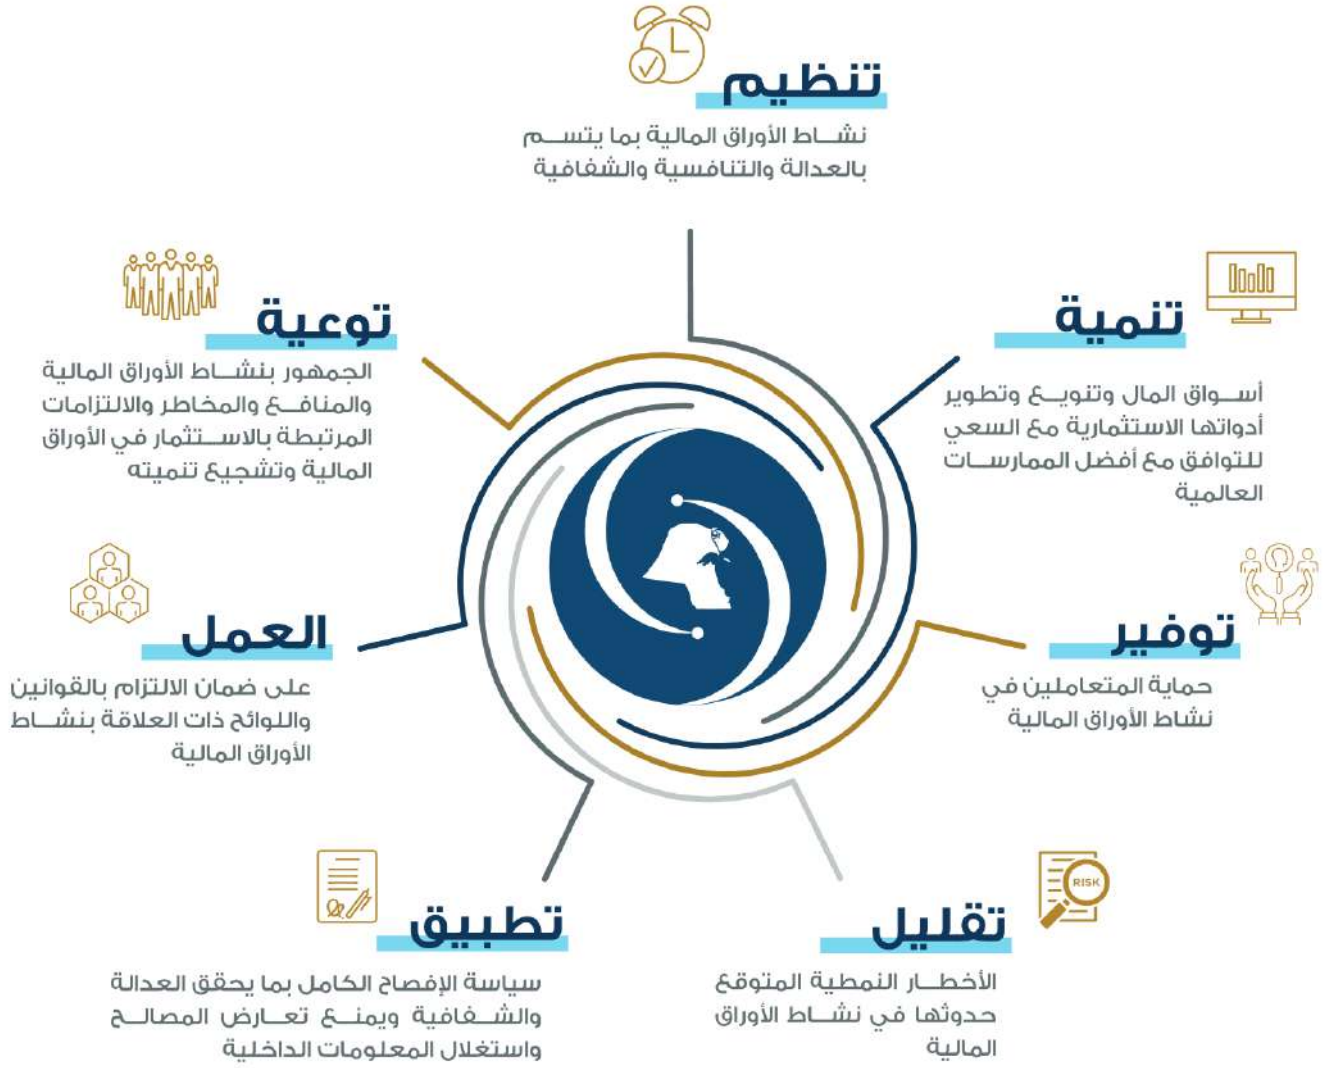 تنظيم
نشـــاط الأوراق المالية بما يتســـم
بالعدالة والتنافسية والشفافية
تنمية
أســـواق المال وتنويـــع وتطوير
أدواتها الاستثمارية مع السعي
للتوافق مع أفضل الممارســـات
العالمية
توفير
حماية المتعاملين في
نشاط الأوراق المالية
RISK
تقليل
الأخطـــار النمطية المتوقع
حدوثها في نشـــاط الأوراق
المالية
تطبيق
سياسة الإفصاح الكامل بما يحقق العدالة
والشـــفافية ويمنـــع تعـــارض المصالـــح
واستغلال المعلومات الداخلية
العمل
على ضمان الالتزام بالقوانين
واللوائح ذات العلاقة بنشـــاط
الأوراق المالية
توعية
الجمهور بنشـــاط الأوراق المالية
والمنافـــع والمخاطر والالتزامات
المرتبطة بالاســـتثمار في الأوراق
المالية وتشجيع تنميته